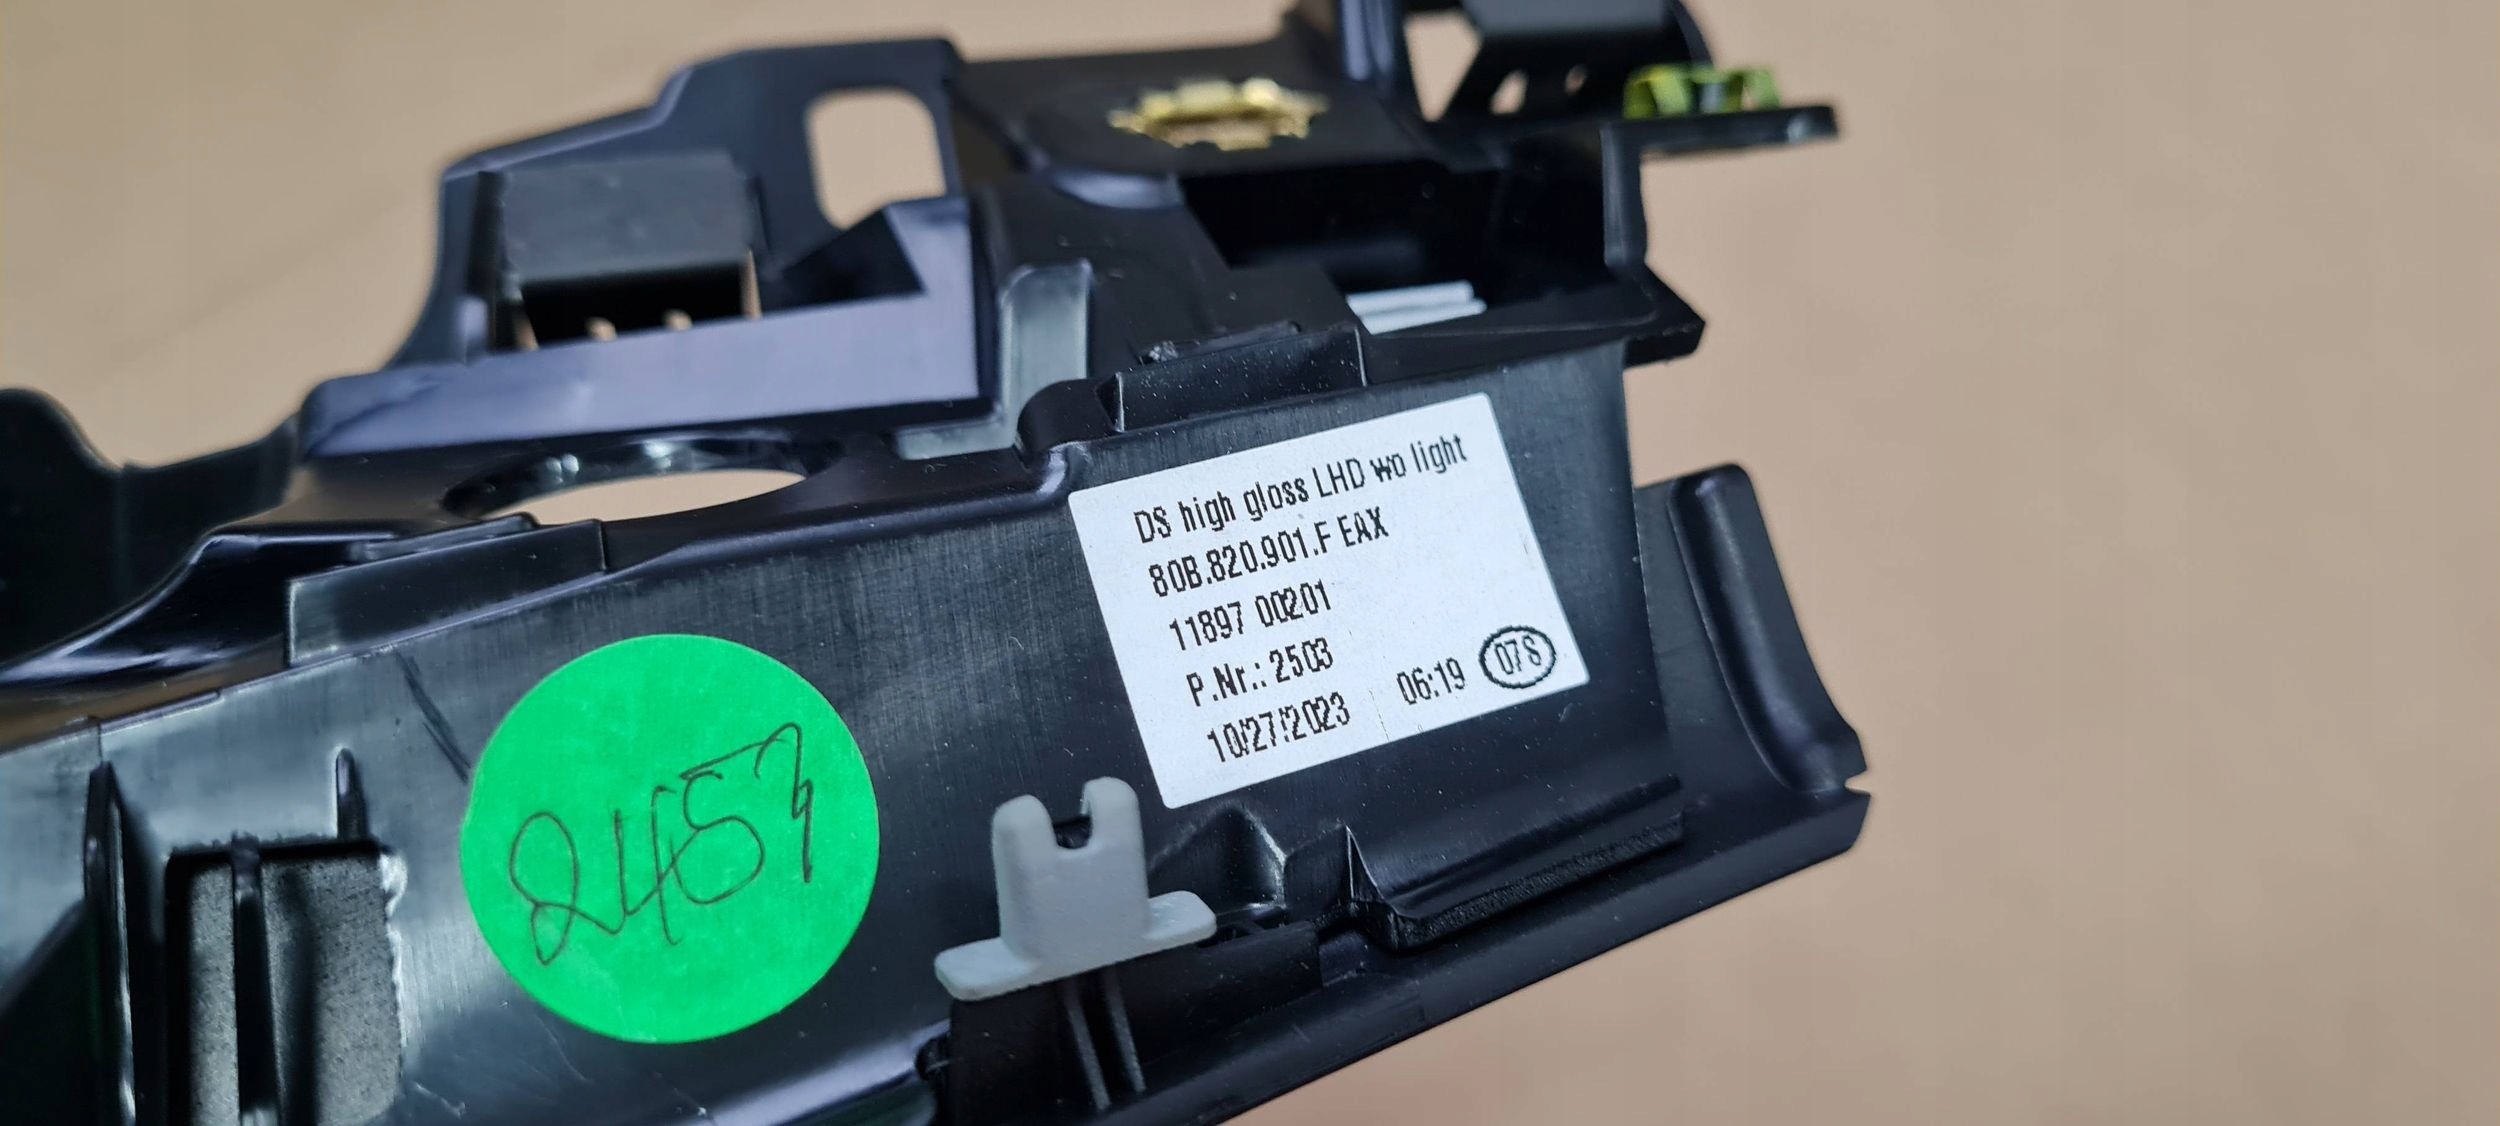 DS high gloss LHD wo light
80B.820.901.F EAX
11897 00201
P.Nr.: 2503
10/27/2023 06:19 07S
2457